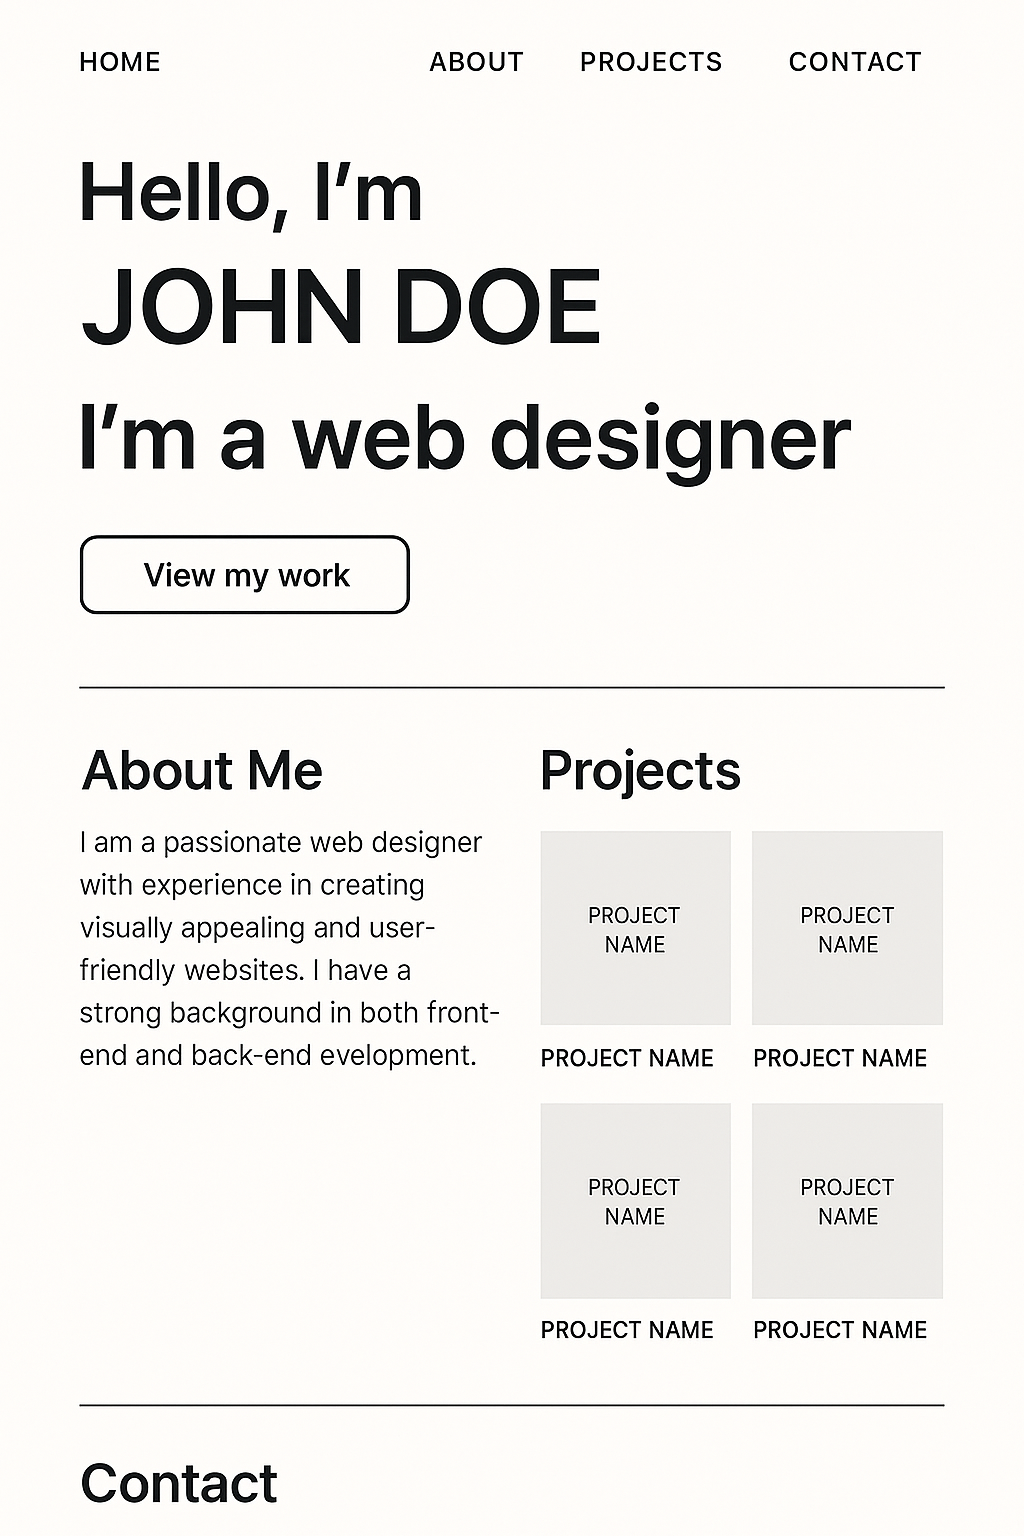 HOME ABOUT PROJECTS CONTACT
Hello, I’m
JOHN DOE
I’m a web designer
View my work
About Me
I am a passionate web designer
with experience in creating
visually appealing and user-
friendly websites. I have a
strong background in both front-
end and back-end evelopment.
Projects
PROJECT
NAME
PROJECT NAME
PROJECT
NAME
PROJECT NAME
PROJECT
NAME
PROJECT NAME
PROJECT
NAME
PROJECT NAME
Contact